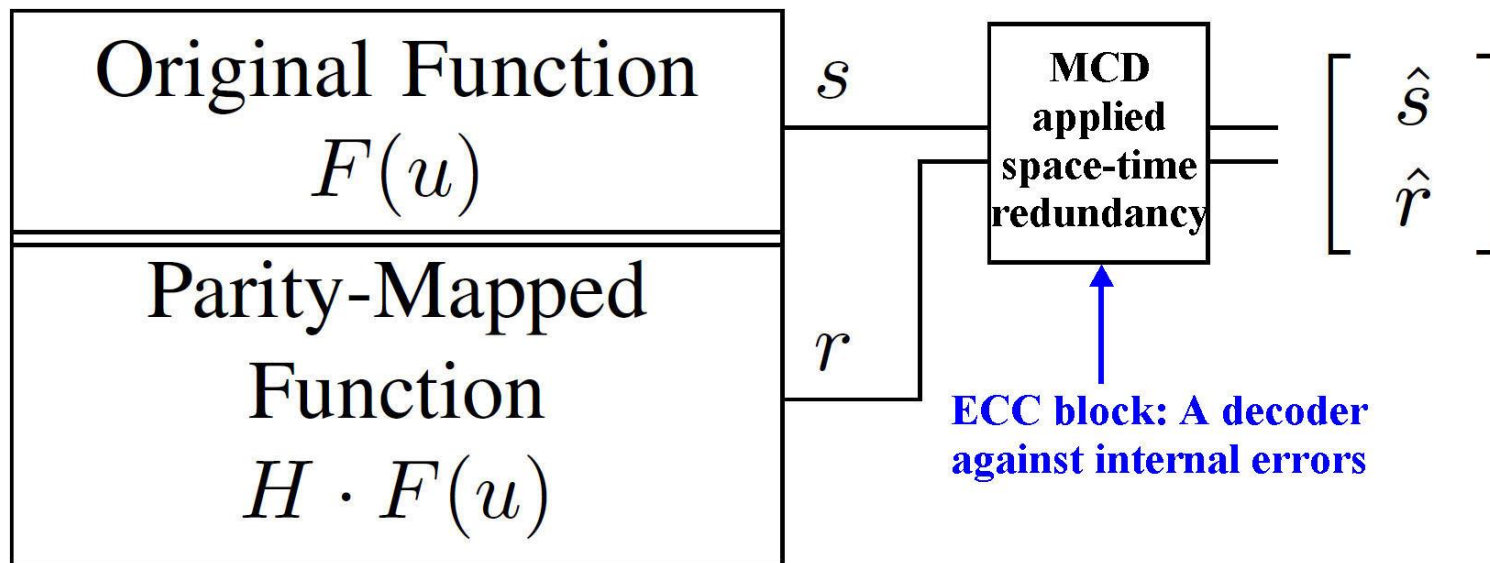 Original Function
F(u)
Parity-Mapped
Function
H · F(u)
s
r
MCD
applied
space-time
redundancy
ECC block: A decoder
against internal errors
ŝ
r̂